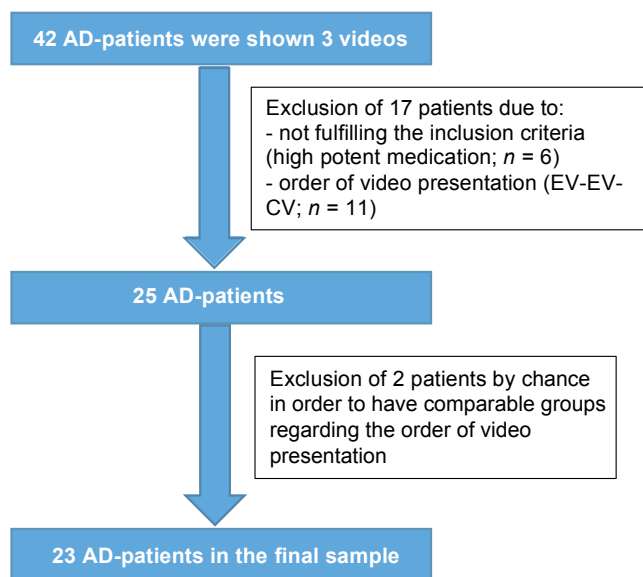 42 AD-patients were shown 3 videos
Exclusion of 17 patients due to:
- not fulfilling the inclusion criteria
(high potent medication; n = 6)
- order of video presentation (EV-EV-
CV; n = 11)
25 AD-patients
Exclusion of 2 patients by chance
in order to have comparable groups
regarding the order of video
presentation
23 AD-patients in the final sample